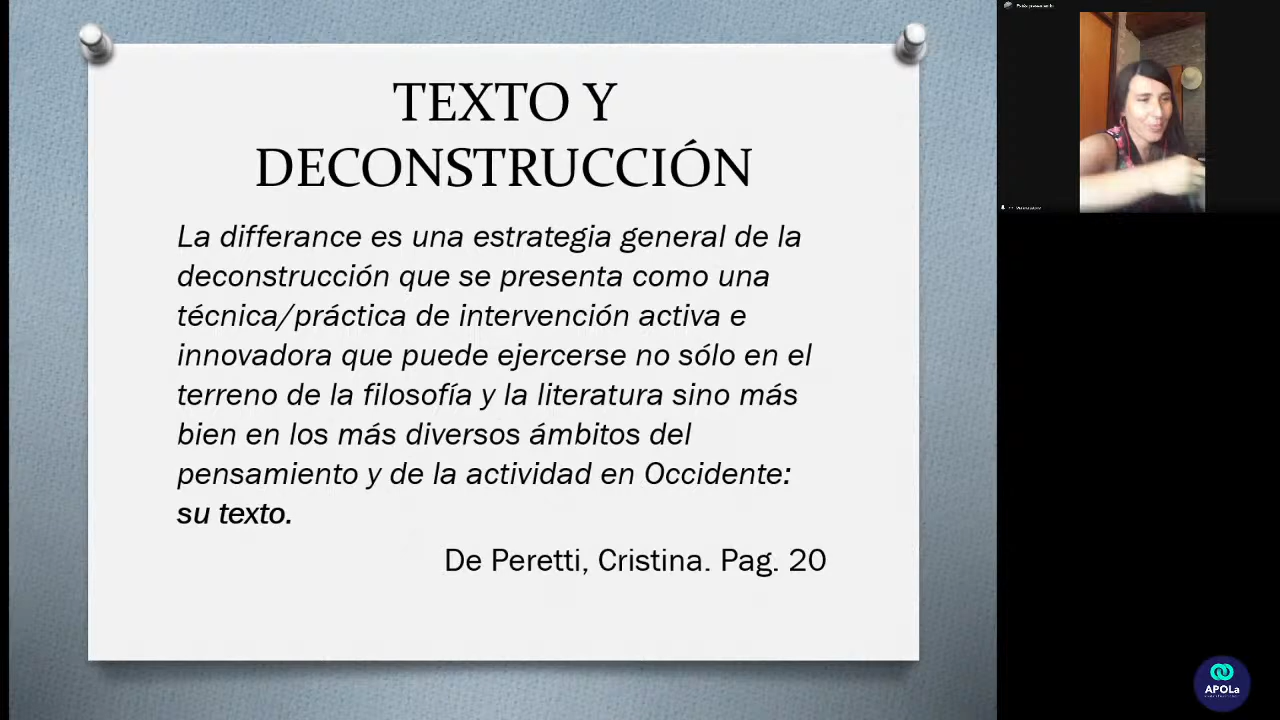 TEXTO Y
DECONSTRUCCIÓN
La differance es una estrategia general de la
deconstrucción que se presenta como una
técnica/práctica de intervención activa e
innovadora que puede ejercerse no sólo en el
terreno de la filosofía y la literatura sino más
bien en los más diversos ámbitos del
pensamiento y de la actividad en Occidente:
su texto.
De Peretti, Cristina. Pag. 20
APOLa